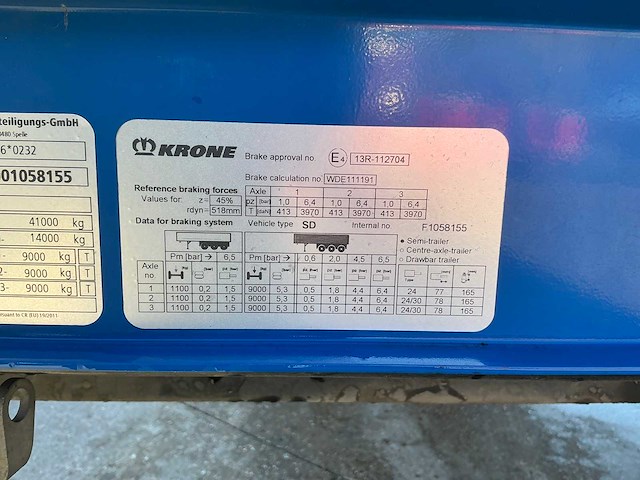 teiligungs-GmbH
480 Spelle
6*0232
01058155
41000 kg
14000 kg
9000 kg T
2- 9000 kg T
3- 9000 kg T
KRONE
Brake approval no. E4 13R-112704
Brake calculation no. WDE111191
Reference braking forces
Values for z= 45%
rdyn= 518mm
Axle 1 2 3
pz [bar] 1,0 6,4 1,0 6,4 1,0 6,4
T [daN] 413 3970 413 3970 413 3970
Data for braking system Vehicle type SD Internal no. F.1058155
Semi-trailer
Centre-axle-trailer
Drawbar trailer
Pm [bar] → 6,5 Pm [bar] → 0,6 2,0 4,5 6,5
Axle no
1 1100 0,2 1,5 9000 5,3 0,5 1,8 4,4 6,4 24 77 165
2 1100 0,2 1,5 9000 5,3 0,5 1,8 4,4 6,4 24/30 78 165
3 1100 0,2 1,5 9000 5,3 0,5 1,8 4,4 6,4 24/30 78 165